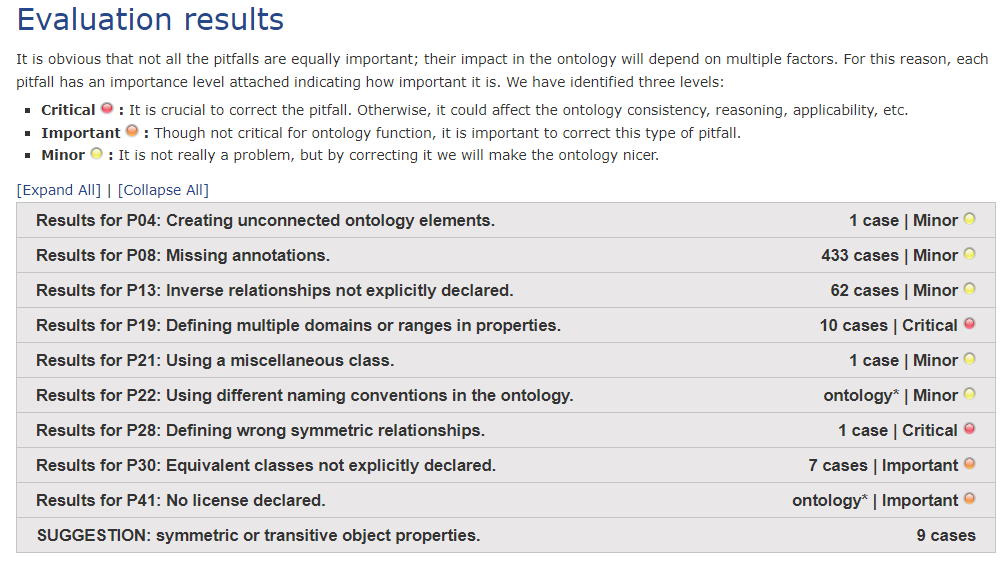 Evaluation results
It is obvious that not all the pitfalls are equally important; their impact in the ontology will depend on multiple factors. For this reason, each
pitfall has an importance level attached indicating how important it is. We have identified three levels:
Critical : It is crucial to correct the pitfall. Otherwise, it could affect the ontology consistency, reasoning, applicability, etc.
Important : Though not critical for ontology function, it is important to correct this type of pitfall.
Minor : It is not really a problem, but by correcting it we will make the ontology nicer.
[Expand All] | [Collapse All]
Results for P04: Creating unconnected ontology elements. 1 case | Minor
Results for P08: Missing annotations. 433 cases | Minor
Results for P13: Inverse relationships not explicitly declared. 62 cases | Minor
Results for P19: Defining multiple domains or ranges in properties. 10 cases | Critical
Results for P21: Using a miscellaneous class. 1 case | Minor
Results for P22: Using different naming conventions in the ontology. ontology* | Minor
Results for P28: Defining wrong symmetric relationships. 1 case | Critical
Results for P30: Equivalent classes not explicitly declared. 7 cases | Important
Results for P41: No license declared. ontology* | Important
SUGGESTION: symmetric or transitive object properties. 9 cases